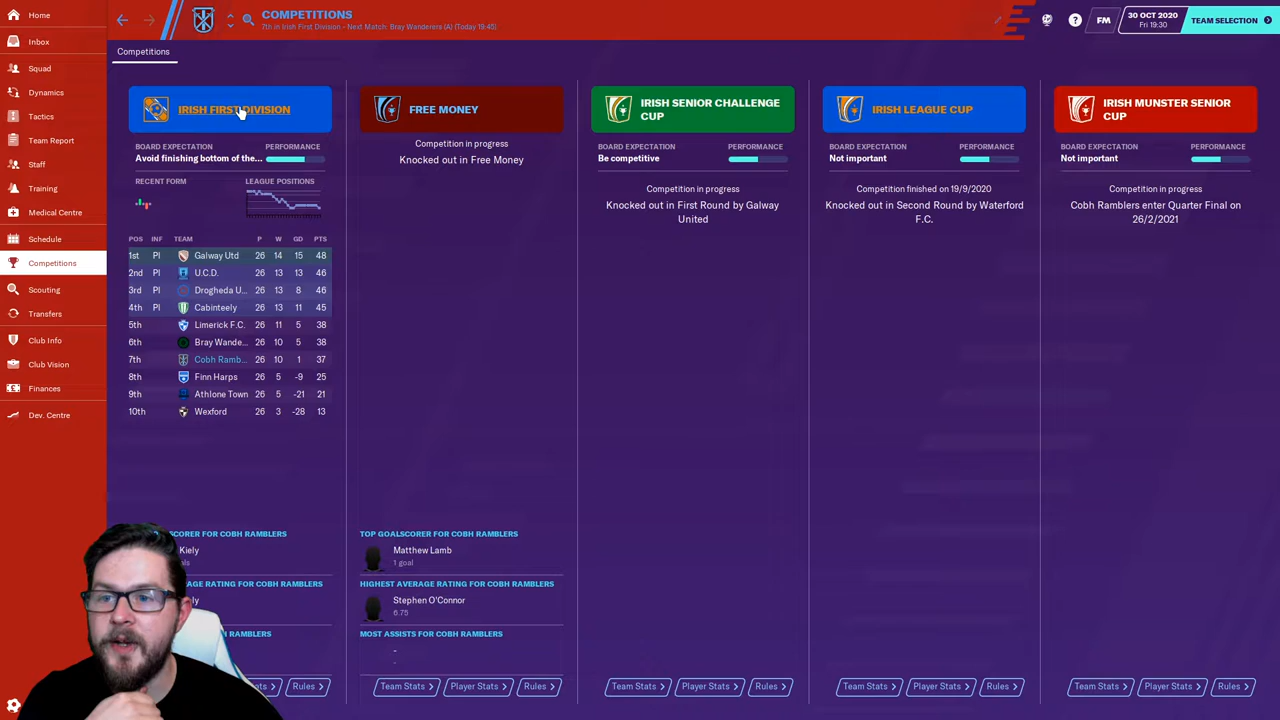 Home
COMPETITIONS
7th in Irish First Division - Next Match: Bray Wanderers (A) (Today 19:45)
FM
30 OCT 2020
Fri 19:30
TEAM SELECTION
Inbox
Squad
Dynamics
Tactics
Team Report
Staff
Training
Medical Centre
Schedule
Competitions
Scouting
Transfers
Club Info
Club Vision
Finances
Dev. Centre
Competitions
IRISH FIRST DIVISION
BOARD EXPECTATION PERFORMANCE
Avoid finishing bottom of the...
RECENT FORM LEAGUE POSITIONS
POS INF TEAM P W GD PTS
1st Pl Galway Utd 26 14 15 48
2nd Pl U.C.D. 26 13 13 46
3rd Pl Drogheda U... 26 13 8 46
4th Pl Cabinteely 26 13 11 45
5th Limerick F.C. 26 11 5 38
6th Bray Wande... 26 10 5 38
7th Cobh Ramb... 26 10 1 37
8th Finn Harps 26 5 -9 25
9th Athlone Town 26 5 -21 21
10th Wexford 26 3 -28 13
SCORER FOR COBH RAMBLERS
Kiely
RATING FOR COBH RAMBLERS
RAMBLERS
Rules >
FREE MONEY
Competition in progress
Knocked out in Free Money
TOP GOALSCORER FOR COBH RAMBLERS
Matthew Lamb
1 goal
HIGHEST AVERAGE RATING FOR COBH RAMBLERS
Stephen O'Connor
6.75
MOST ASSISTS FOR COBH RAMBLERS
-
-
Team Stats > Player Stats > Rules >
IRISH SENIOR CHALLENGE
CUP
BOARD EXPECTATION PERFORMANCE
Be competitive
Competition in progress
Knocked out in First Round by Galway
United
Team Stats > Player Stats > Rules >
IRISH LEAGUE CUP
BOARD EXPECTATION PERFORMANCE
Not important
Competition finished on 19/9/2020
Knocked out in Second Round by Waterford
F.C.
Team Stats > Player Stats > Rules >
IRISH MUNSTER SENIOR
CUP
BOARD EXPECTATION PERFORMANCE
Not important
Competition in progress
Cobh Ramblers enter Quarter Final on
26/2/2021
Team Stats > Player Stats > Rules >